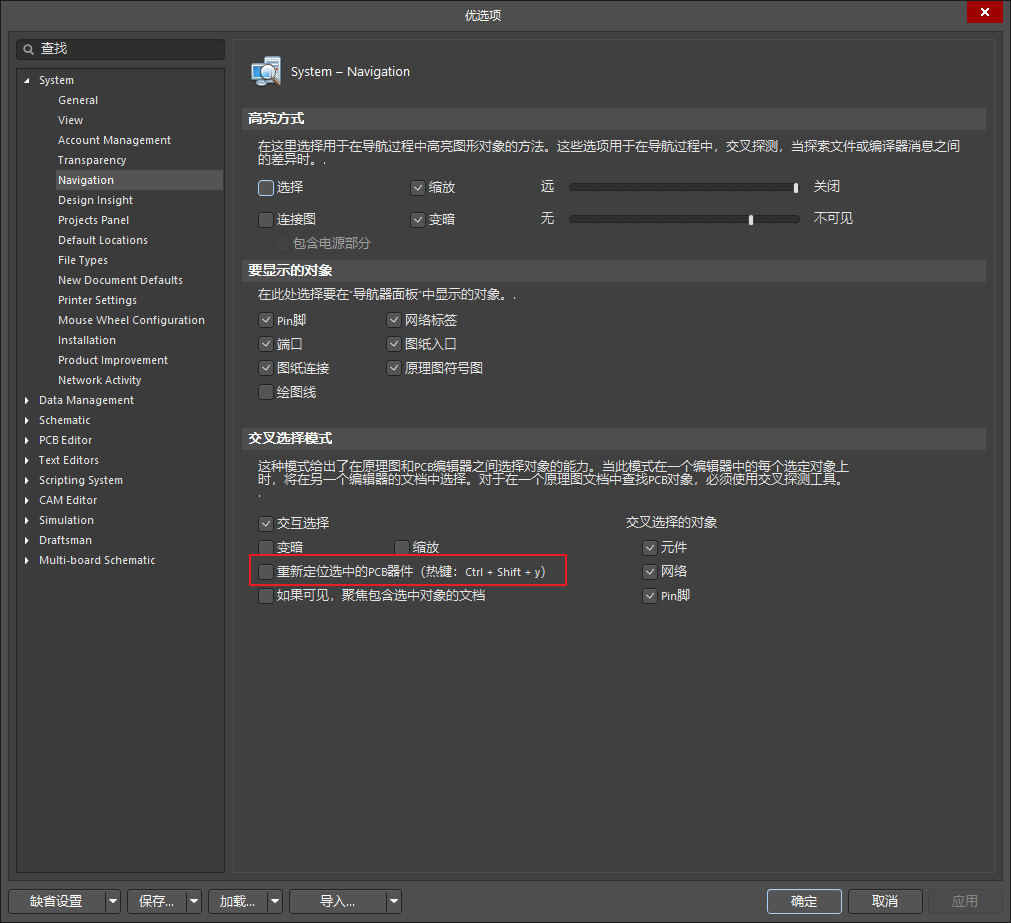 优选项
查找
System
General
View
Account Management
Transparency
Navigation
Design Insight
Projects Panel
Default Locations
File Types
New Document Defaults
Printer Settings
Mouse Wheel Configuration
Installation
Product Improvement
Network Activity
Data Management
Schematic
PCB Editor
Text Editors
Scripting System
CAM Editor
Simulation
Draftsman
Multi-board Schematic
System – Navigation
高亮方式
在这里选择用于在导航过程中高亮图形对象的方法。这些选项用于在导航过程中，交叉探测，当探索文件或编译器消息之间
的差异时。.
选择 缩放 远 关闭
连接图 变暗 无 不可见
包含电源部分
要显示的对象
在此处选择要在“导航器面板”中显示的对象。.
Pin脚 网络标签
端口 图纸入口
图纸连接 原理图符号图
绘图线
交叉选择模式
这种模式给出了在原理图和PCB编辑器之间选择对象的能力。当此模式在一个编辑器中的每个选定对象上
时，将在另一个编辑器的文档中选择。对于在一个原理图文档中查找PCB对象，必须使用交叉探测工具。
.
交互选择 交叉选择的对象
变暗 缩放 元件
重新定位选中的PCB器件（热键：Ctrl + Shift + y） 网络
如果可见，聚焦包含选中对象的文档 Pin脚
缺省设置 保存... 加载... 导入... 确定 取消 应用